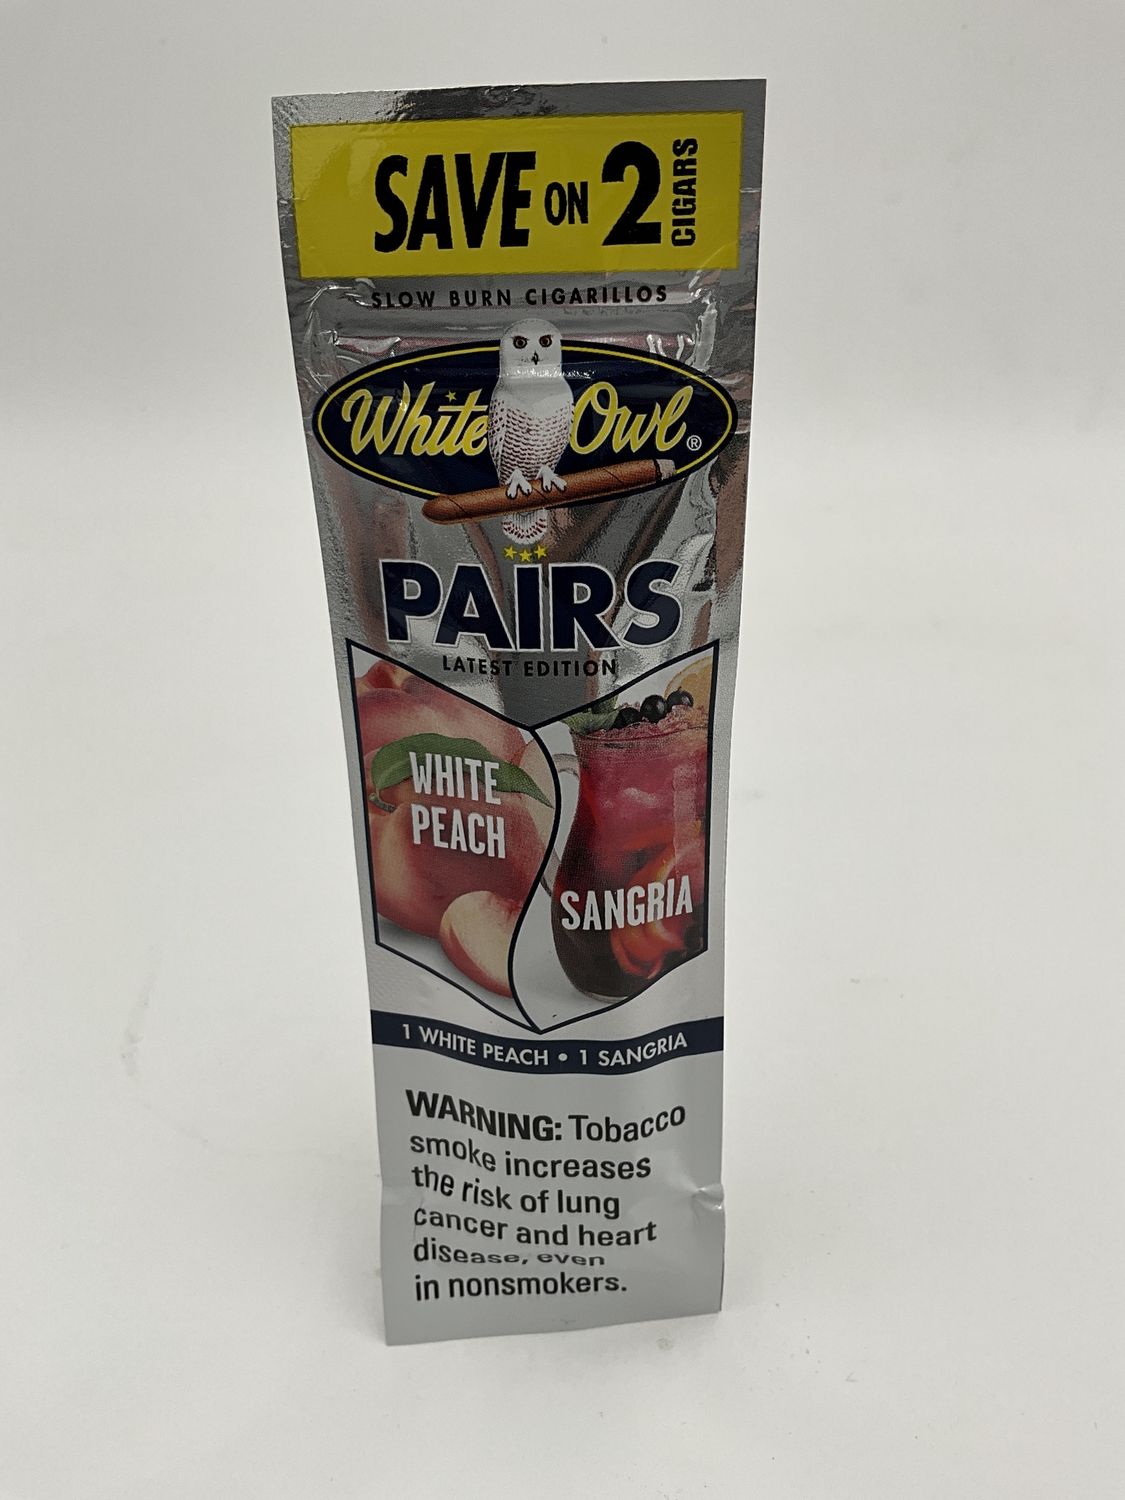 SAVE ON 2 CIGARS
SLOW BURN CIGARILLOS
White Owl®
PAIRS
LATEST EDITION
WHITE
PEACH
SANGRIA
1 WHITE PEACH • 1 SANGRIA
WARNING: Tobacco
smoke increases
the risk of lung
cancer and heart
disease, even
in nonsmokers.